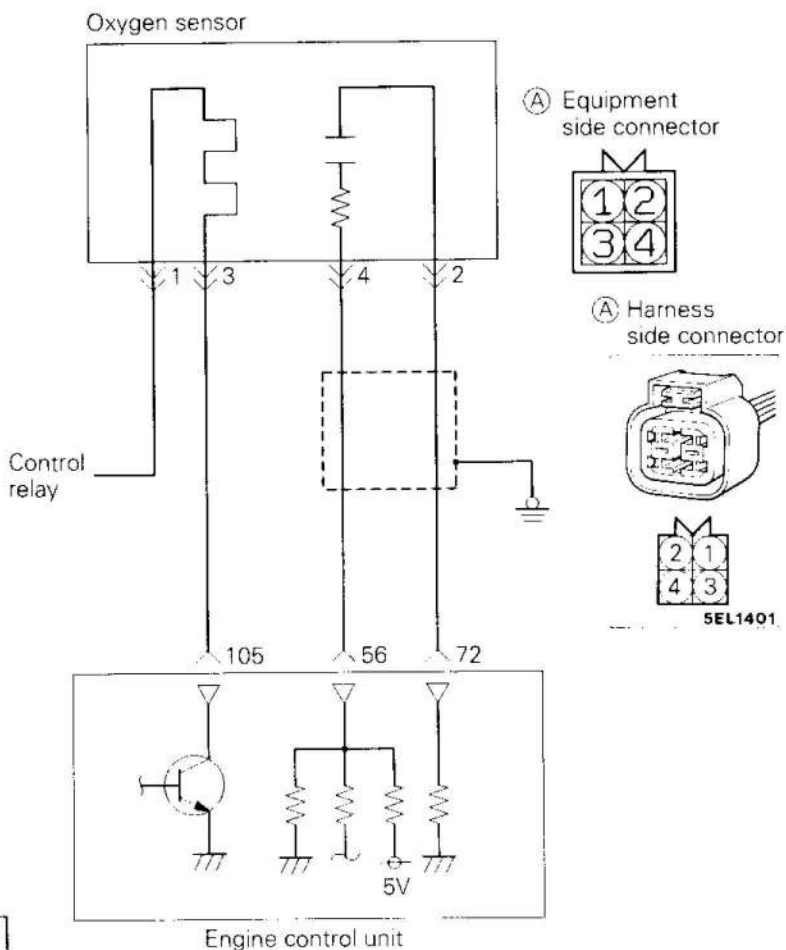 Oxygen sensor
Ⓐ Equipment
side connector
1 2
3 4
1 3 4 2
Ⓐ Harness
side connector
Control
relay
2 1
4 3
5EL1401
105 56 72
5V
Engine control unit